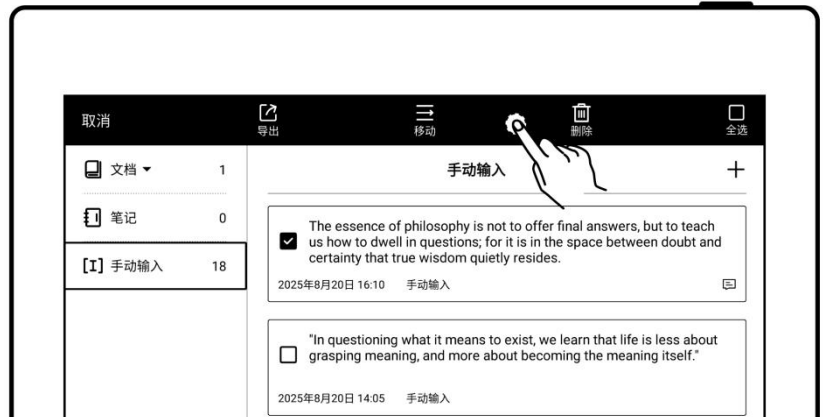 取消
导出
移动
删除
全选
文档 1
笔记 0
手动输入 18
手动输入
The essence of philosophy is not to offer final answers, but to teach
us how to dwell in questions; for it is in the space between doubt and
certainty that true wisdom quietly resides.
2025年8月20日 16:10 手动输入
"In questioning what it means to exist, we learn that life is less about
grasping meaning, and more about becoming the meaning itself."
2025年8月20日 14:05 手动输入